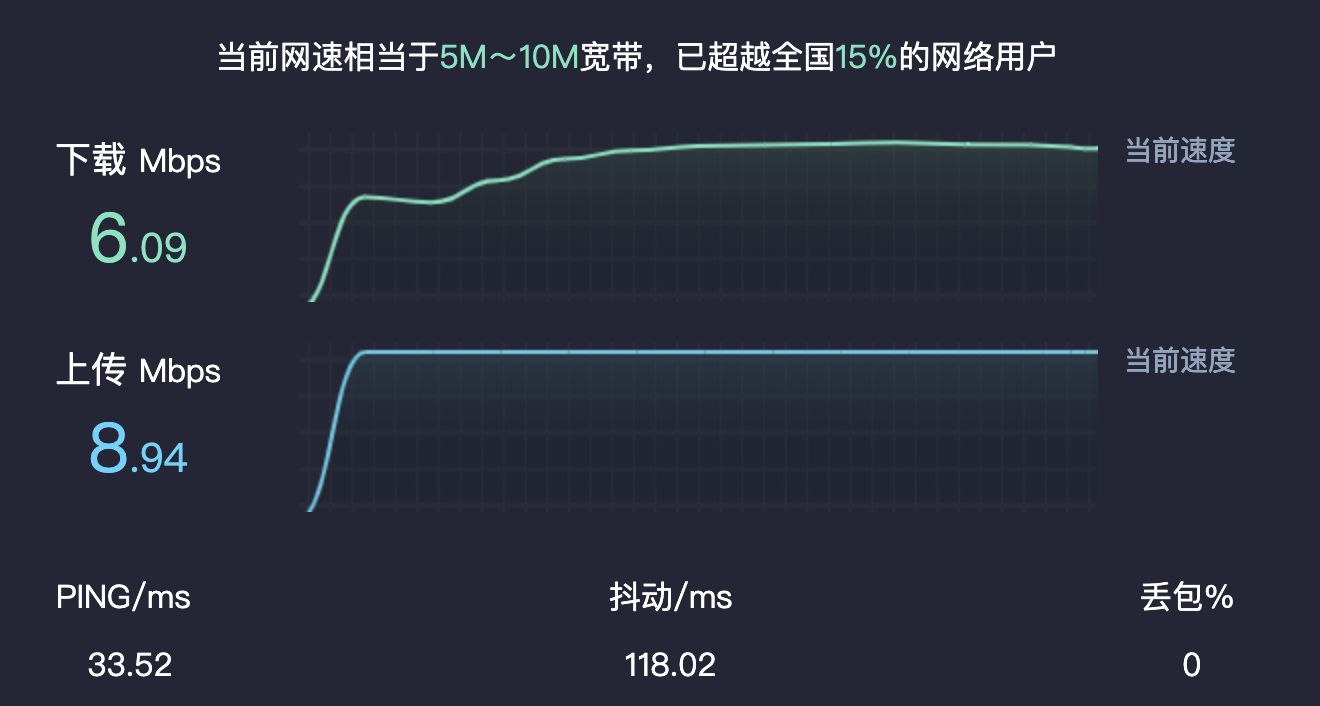 当前网速相当于5M～10M宽带，已超越全国15%的网络用户
下载 Mbps
当前速度
6.09
上传 Mbps
当前速度
8.94
PING/ms 抖动/ms 丢包%
33.52 118.02 0